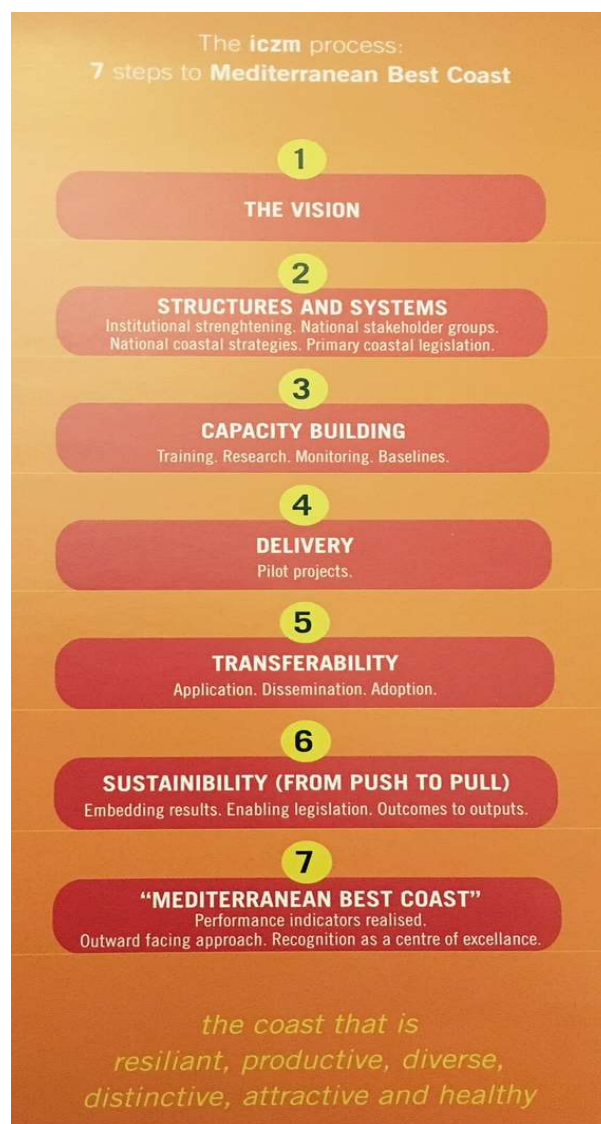 The iczm process:
7 steps to Mediterranean Best Coast
1
THE VISION
2
STRUCTURES AND SYSTEMS
Institutional strenghtening. National stakeholder groups.
National coastal strategies. Primary coastal legislation.
3
CAPACITY BUILDING
Training. Research. Monitoring. Baselines.
4
DELIVERY
Pilot projects.
5
TRANSFERABILITY
Application. Dissemination. Adoption.
6
SUSTAINIBILITY (FROM PUSH TO PULL)
Embedding results. Enabling legislation. Outcomes to outputs.
7
“MEDITERRANEAN BEST COAST”
Performance indicators realised.
Outward facing approach. Recognition as a centre of excellance.
the coast that is
resiliant, productive, diverse,
distinctive, attractive and healthy